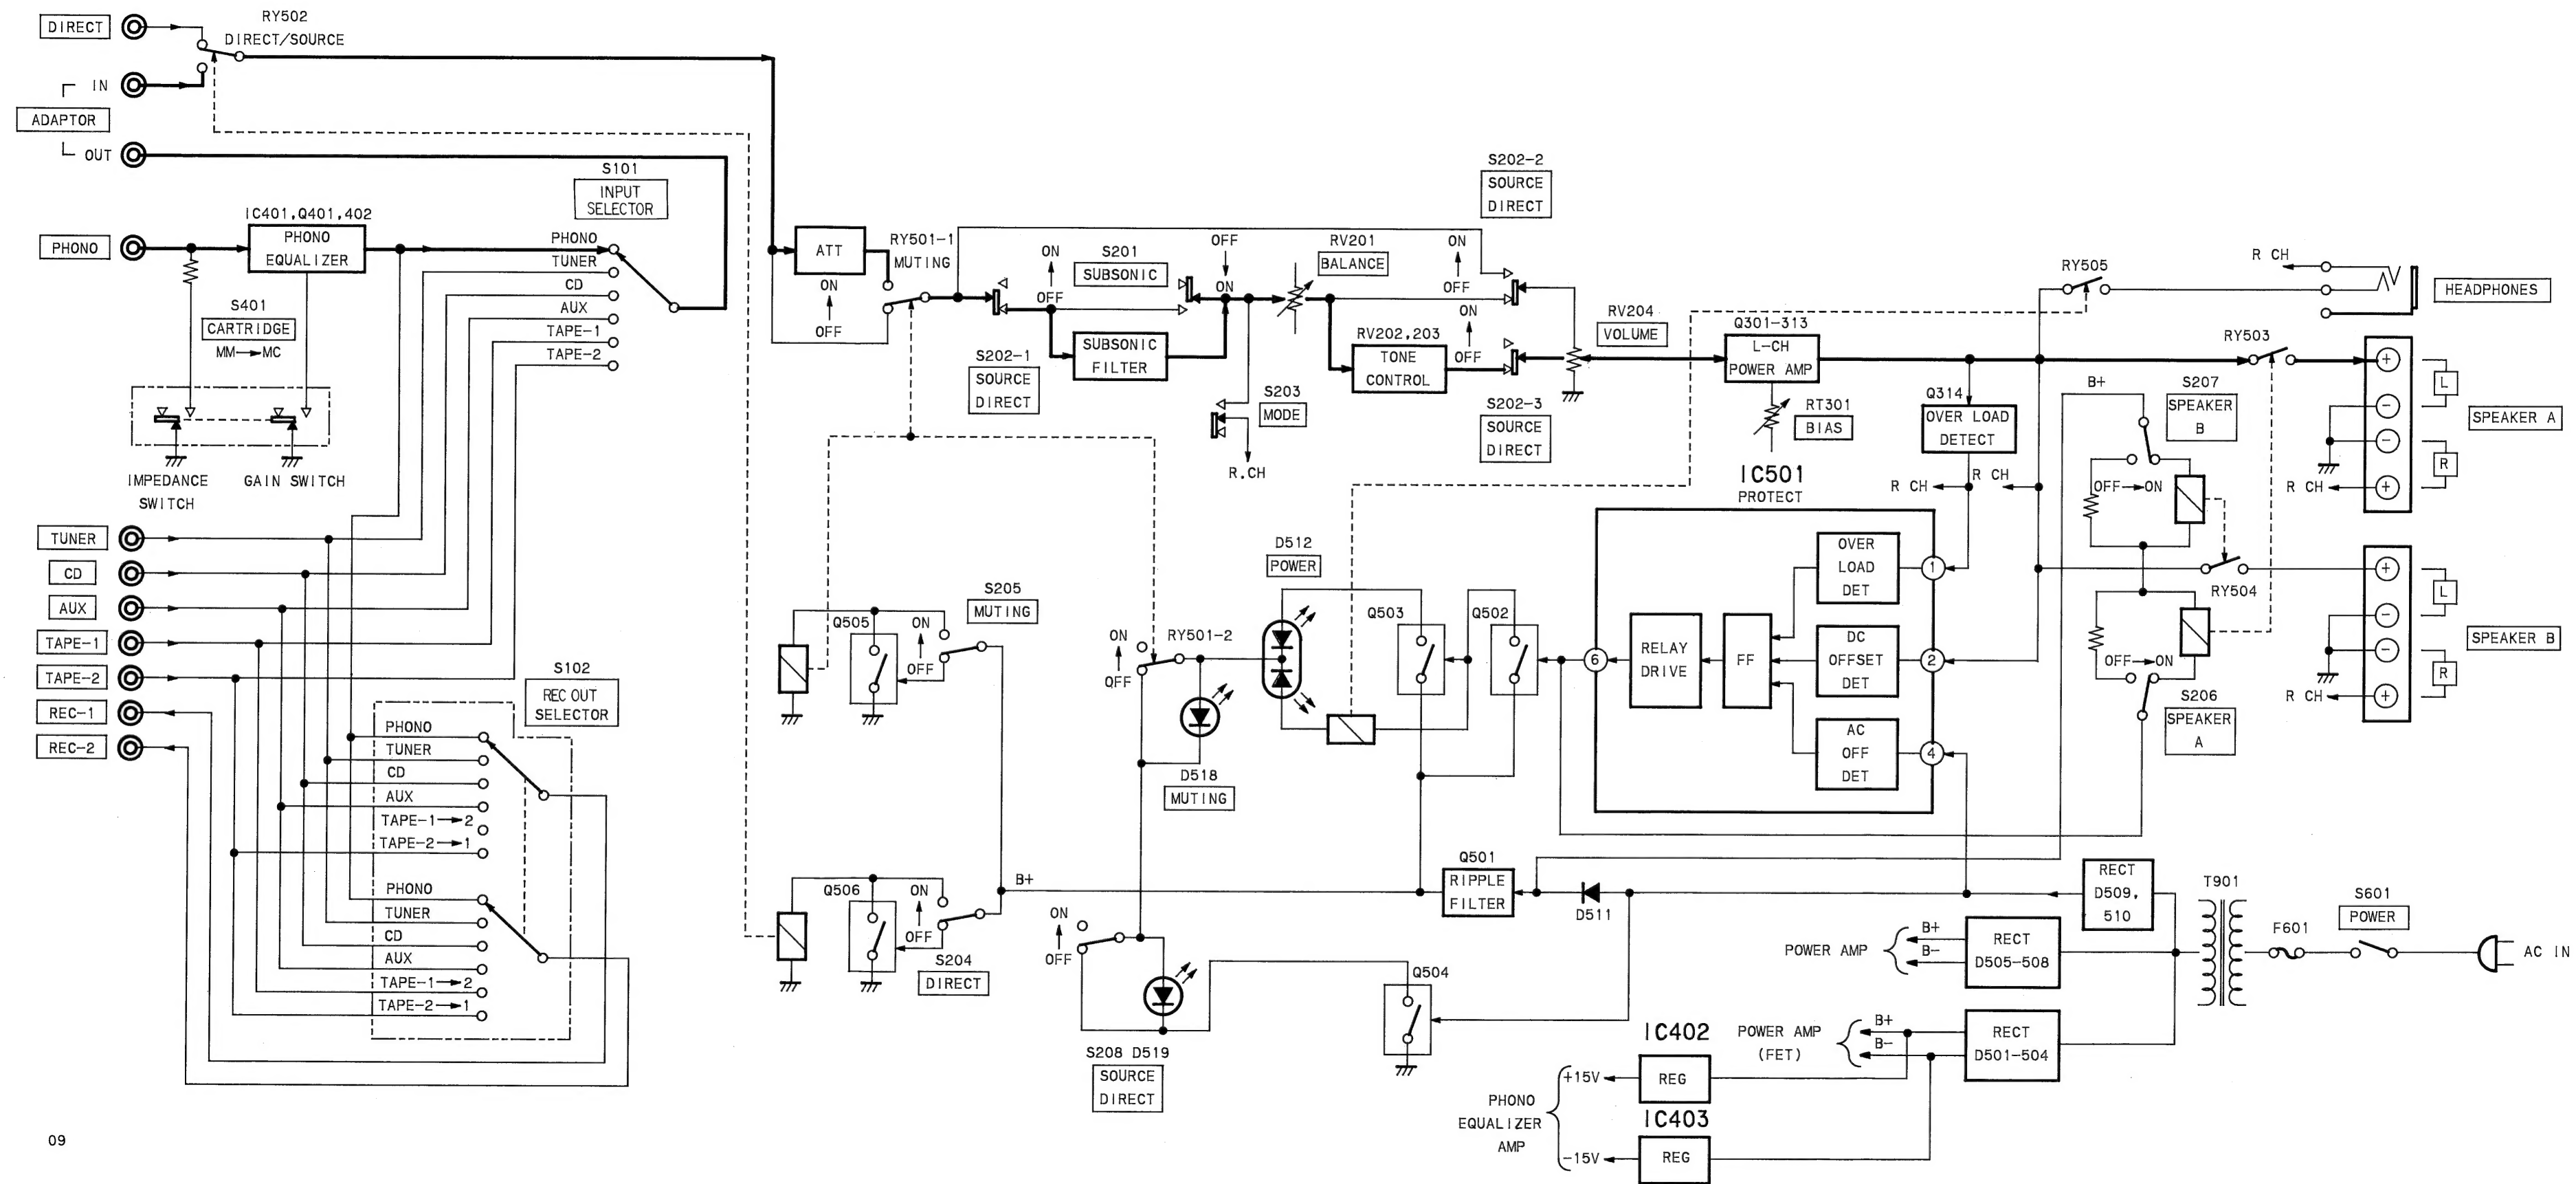 DIRECT
RY502
DIRECT/SOURCE
IN
ADAPTOR
OUT
S101
INPUT
SELECTOR
IC401,Q401,402
PHONO
EQUALIZER
PHONO
PHONO
TUNER
CD
AUX
TAPE-1
TAPE-2
S401
CARTRIDGE
MM→MC
IMPEDANCE
SWITCH
GAIN SWITCH
TUNER
CD
AUX
TAPE-1
TAPE-2
REC-1
REC-2
S102
REC OUT
SELECTOR
PHONO
TUNER
CD
AUX
TAPE-1→2
TAPE-2→1
PHONO
TUNER
CD
AUX
TAPE-1→2
TAPE-2→1
09
ATT
ON
OFF
RY501-1
MUTING
S202-1
SOURCE
DIRECT
ON
OFF
S201
SUBSONIC
SUBSONIC
FILTER
OFF
ON
S203
MODE
R.CH
RV201
BALANCE
RV202,203
TONE
CONTROL
S202-2
SOURCE
DIRECT
ON
OFF
ON
OFF
S202-3
SOURCE
DIRECT
RV204
VOLUME
Q301-313
L-CH
POWER AMP
RT301
BIAS
Q314
OVER LOAD
DETECT
R CH
R CH
RY505
R CH
HEADPHONES
RY503
B+
S207
SPEAKER
B
OFF→ON
RY504
OFF→ON
S206
SPEAKER
A
+
-
-
+
L
R
R CH
SPEAKER A
+
-
-
+
L
R
R CH
SPEAKER B
IC501
PROTECT
OVER
LOAD
DET
1
RELAY
DRIVE
FF
DC
OFFSET
DET
2
6
AC
OFF
DET
4
D512
POWER
Q503
Q502
S205
MUTING
Q505
ON
OFF
ON
OFF
RY501-2
D518
MUTING
Q506
ON
OFF
S204
DIRECT
B+
ON
OFF
S208 D519
SOURCE
DIRECT
Q504
Q501
RIPPLE
FILTER
D511
RECT
D509,
510
POWER AMP
B+
B-
RECT
D505-508
T901
F601
S601
POWER
AC IN
IC402
POWER AMP
(FET)
B+
B-
RECT
D501-504
PHONO
EQUALIZER
AMP
+15V
REG
IC403
-15V
REG